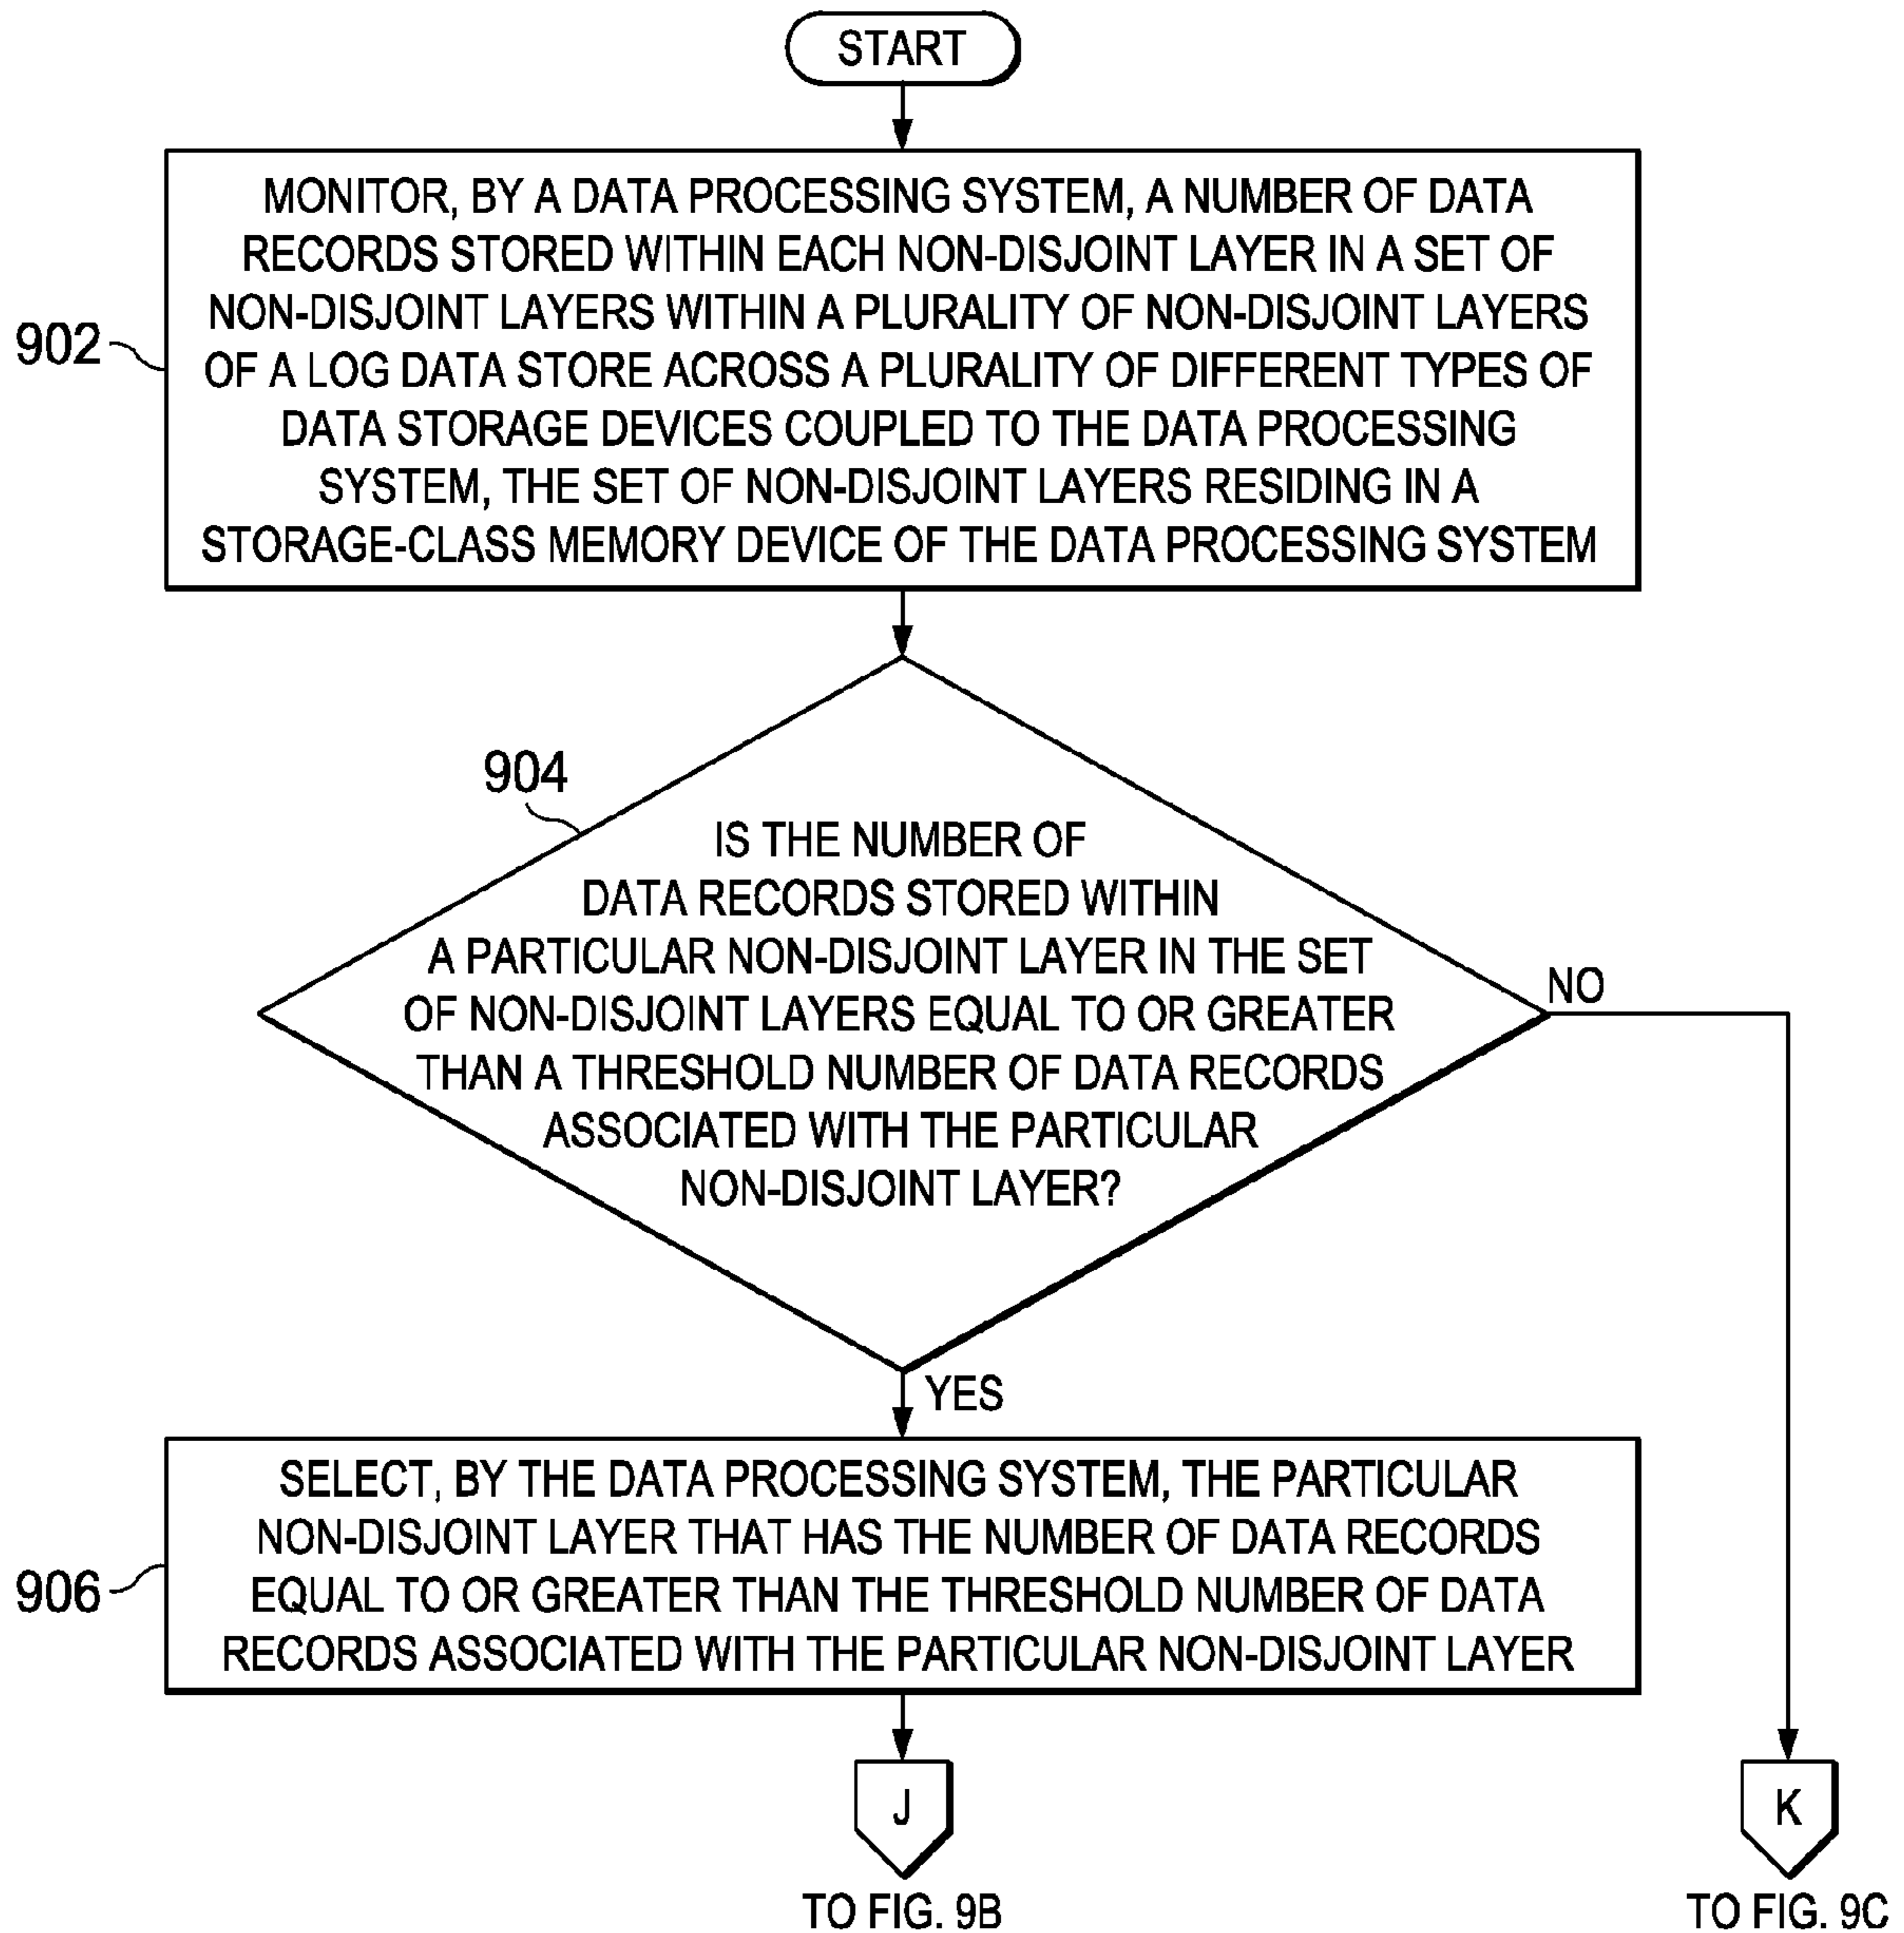 START
MONITOR, BY A DATA PROCESSING SYSTEM, A NUMBER OF DATA
RECORDS STORED WITHIN EACH NON-DISJOINT LAYER IN A SET OF
NON-DISJOINT LAYERS WITHIN A PLURALITY OF NON-DISJOINT LAYERS
OF A LOG DATA STORE ACROSS A PLURALITY OF DIFFERENT TYPES OF
DATA STORAGE DEVICES COUPLED TO THE DATA PROCESSING
SYSTEM, THE SET OF NON-DISJOINT LAYERS RESIDING IN A
STORAGE-CLASS MEMORY DEVICE OF THE DATA PROCESSING SYSTEM
902
904
IS THE NUMBER OF
DATA RECORDS STORED WITHIN
A PARTICULAR NON-DISJOINT LAYER IN THE SET
OF NON-DISJOINT LAYERS EQUAL TO OR GREATER
THAN A THRESHOLD NUMBER OF DATA RECORDS
ASSOCIATED WITH THE PARTICULAR
NON-DISJOINT LAYER?
NO
YES
SELECT, BY THE DATA PROCESSING SYSTEM, THE PARTICULAR
NON-DISJOINT LAYER THAT HAS THE NUMBER OF DATA RECORDS
EQUAL TO OR GREATER THAN THE THRESHOLD NUMBER OF DATA
RECORDS ASSOCIATED WITH THE PARTICULAR NON-DISJOINT LAYER
906
J
K
TO FIG. 9B
TO FIG. 9C